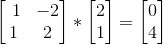 [1 -2; 1 2] * [2; 1] = [0; 4]